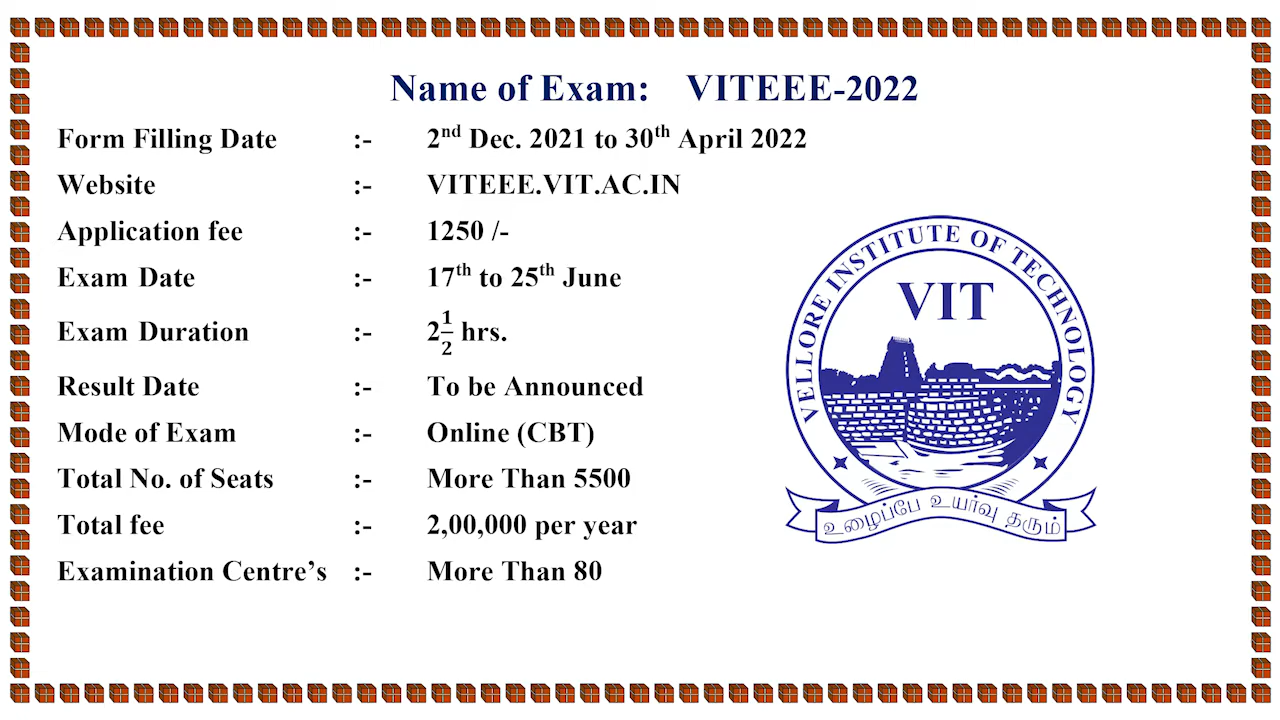 Name of Exam: VITEEE-2022
Form Filling Date :- 2nd Dec. 2021 to 30th April 2022
Website :- VITEEE.VIT.AC.IN
Application fee :- 1250 /-
Exam Date :- 17th to 25th June
Exam Duration :- 2 1/2 hrs.
Result Date :- To be Announced
Mode of Exam :- Online (CBT)
Total No. of Seats :- More Than 5500
Total fee :- 2,00,000 per year
Examination Centre’s :- More Than 80
VELLORE INSTITUTE OF TECHNOLOGY
VIT
உழைப்பே உயர்வு தரும்